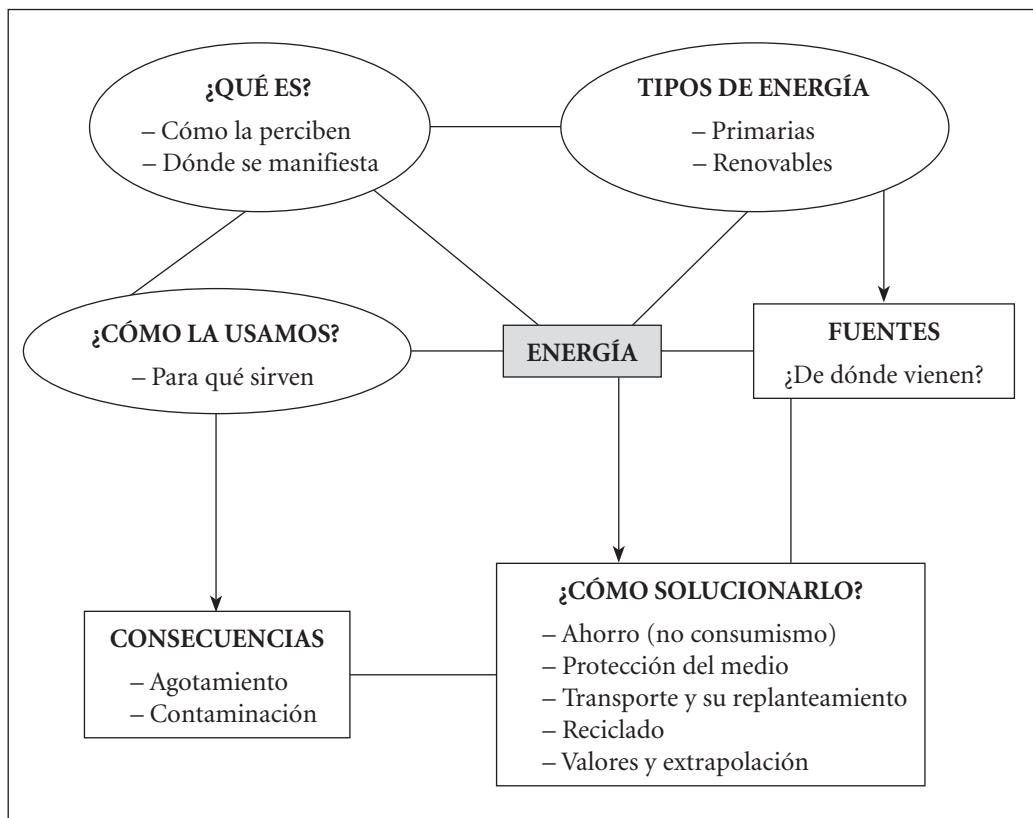 ¿QUÉ ES?
– Cómo la perciben
– Dónde se manifiesta
TIPOS DE ENERGÍA
– Primarias
– Renovables
¿CÓMO LA USAMOS?
– Para qué sirven
ENERGÍA
FUENTES
¿De dónde vienen?
CONSECUENCIAS
– Agotamiento
– Contaminación
¿CÓMO SOLUCIONARLO?
– Ahorro (no consumismo)
– Protección del medio
– Transporte y su replanteamiento
– Reciclado
– Valores y extrapolación